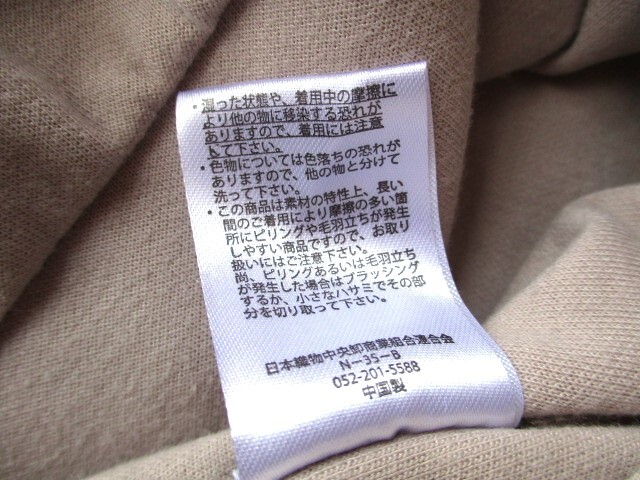 ・湿った状態や、着用中の摩擦に
より他の物に移染する恐れが
ありますので、着用には注意
して下さい。
・色物については色落ちの恐れが
ありますので、他の物と分けて
洗って下さい。
・この商品は素材の特性上、長い
間のご着用により摩擦の多い箇
所にピリングや毛羽立ちが発生
しやすい商品ですので、お取り
扱いにはご注意下さい。
尚、ピリングあるいは毛羽立ち
が発生した場合はブラッシング
するか、小さなハサミでその部
分を切り取って下さい。
日本織物中央卸商業組合連合会
N-35-B
052-201-5588
中国製